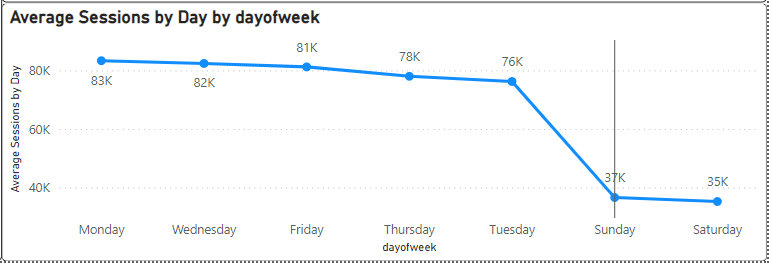 Average Sessions by Day by dayofweek
81K
78K
76K
80K
83K
82K
Average Sessions by Day
60K
37K
35K
40K
Monday Wednesday Friday Thursday Tuesday Sunday Saturday
dayofweek